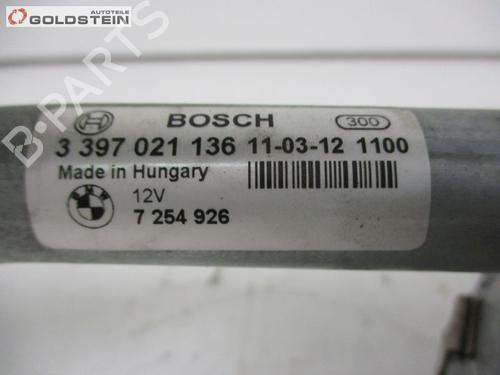 AUTOTEILE
GOLDSTEIN
BOSCH 300
3 397 021 136 11-03-12 1100
Made in Hungary
BMW 12V
7 254 926